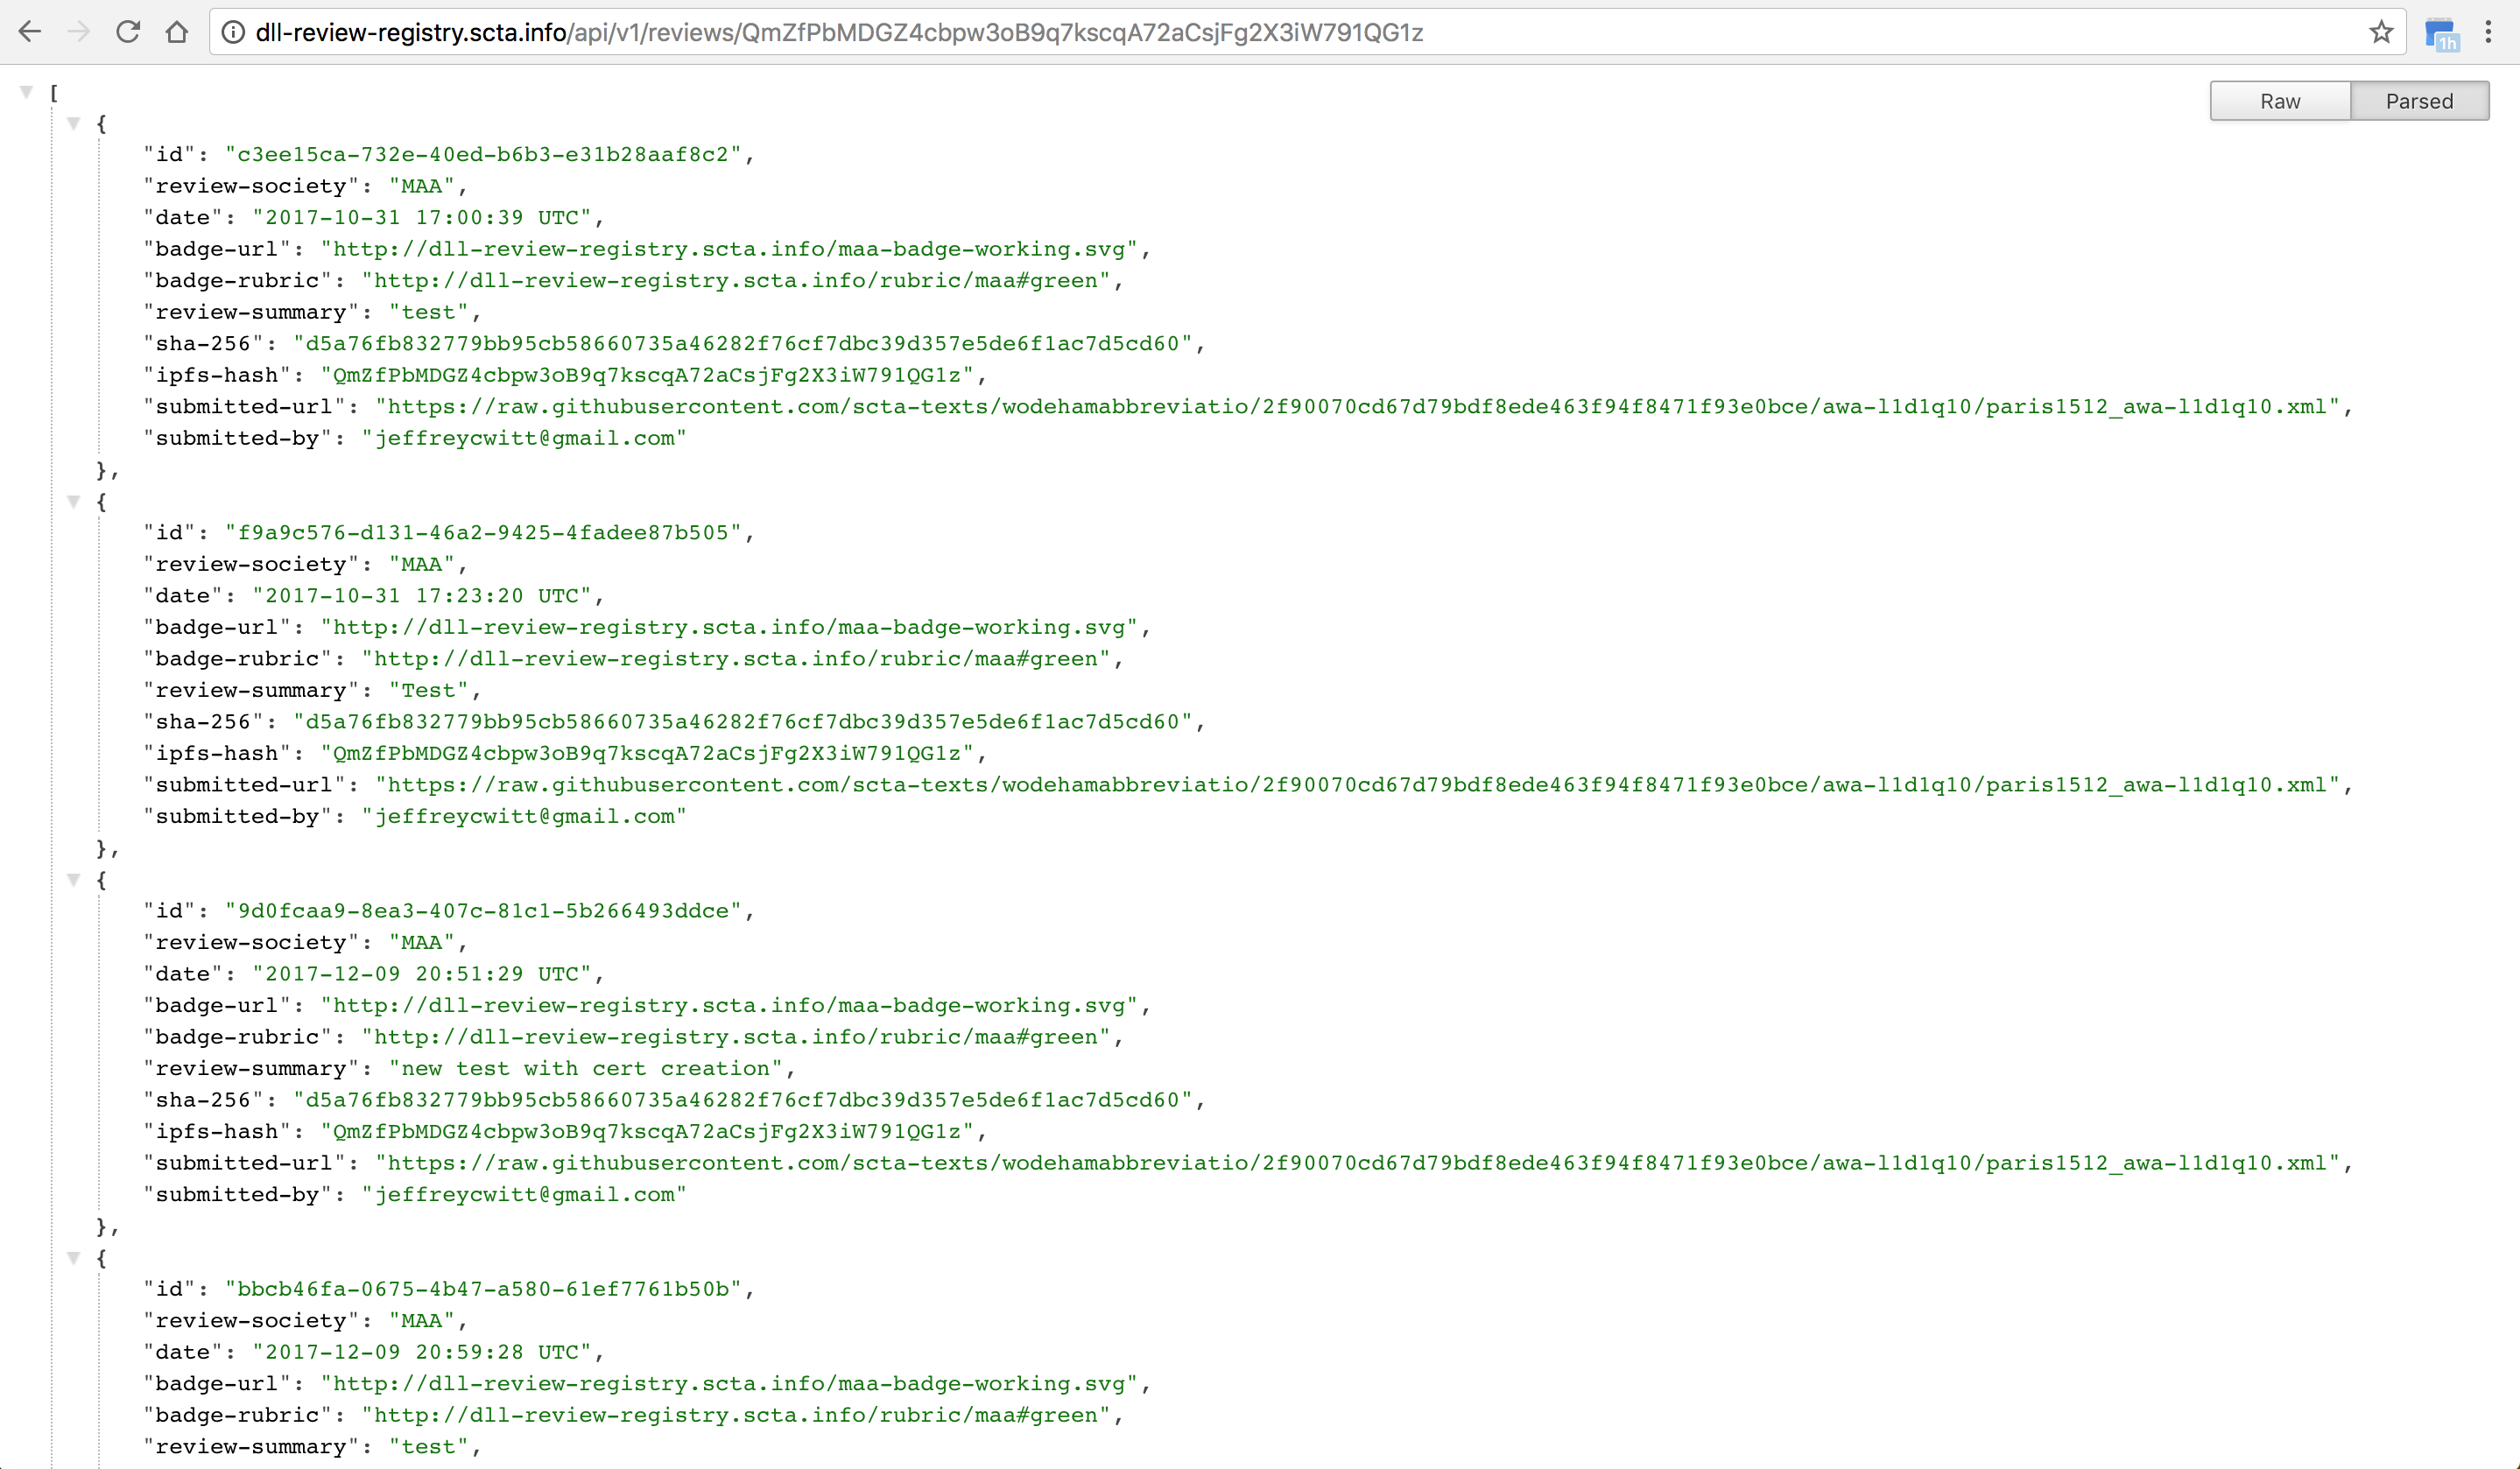 dll-review-registry.scta.info/api/v1/reviews/QmZfPbMDGZ4cbpw3oB9q7kscqA72aCsjFg2X3iW791QG1z
1h
[
Raw Parsed
{
"id": "c3ee15ca-732e-40ed-b6b3-e31b28aaf8c2",
"review-society": "MAA",
"date": "2017-10-31 17:00:39 UTC",
"badge-url": "http://dll-review-registry.scta.info/maa-badge-working.svg",
"badge-rubric": "http://dll-review-registry.scta.info/rubric/maa#green",
"review-summary": "test",
"sha-256": "d5a76fb832779bb95cb58660735a46282f76cf7dbc39d357e5de6f1ac7d5cd60",
"ipfs-hash": "QmZfPbMDGZ4cbpw3oB9q7kscqA72aCsjFg2X3iW791QG1z",
"submitted-url": "https://raw.githubusercontent.com/scta-texts/wodehamabbreviatio/2f90070cd67d79bdf8ede463f94f8471f93e0bce/awa-l1d1q10/paris1512_awa-l1d1q10.xml",
"submitted-by": "jeffreycwitt@gmail.com"
},
{
"id": "f9a9c576-d131-46a2-9425-4fadee87b505",
"review-society": "MAA",
"date": "2017-10-31 17:23:20 UTC",
"badge-url": "http://dll-review-registry.scta.info/maa-badge-working.svg",
"badge-rubric": "http://dll-review-registry.scta.info/rubric/maa#green",
"review-summary": "Test",
"sha-256": "d5a76fb832779bb95cb58660735a46282f76cf7dbc39d357e5de6f1ac7d5cd60",
"ipfs-hash": "QmZfPbMDGZ4cbpw3oB9q7kscqA72aCsjFg2X3iW791QG1z",
"submitted-url": "https://raw.githubusercontent.com/scta-texts/wodehamabbreviatio/2f90070cd67d79bdf8ede463f94f8471f93e0bce/awa-l1d1q10/paris1512_awa-l1d1q10.xml",
"submitted-by": "jeffreycwitt@gmail.com"
},
{
"id": "9d0fcaa9-8ea3-407c-81c1-5b266493ddce",
"review-society": "MAA",
"date": "2017-12-09 20:51:29 UTC",
"badge-url": "http://dll-review-registry.scta.info/maa-badge-working.svg",
"badge-rubric": "http://dll-review-registry.scta.info/rubric/maa#green",
"review-summary": "new test with cert creation",
"sha-256": "d5a76fb832779bb95cb58660735a46282f76cf7dbc39d357e5de6f1ac7d5cd60",
"ipfs-hash": "QmZfPbMDGZ4cbpw3oB9q7kscqA72aCsjFg2X3iW791QG1z",
"submitted-url": "https://raw.githubusercontent.com/scta-texts/wodehamabbreviatio/2f90070cd67d79bdf8ede463f94f8471f93e0bce/awa-l1d1q10/paris1512_awa-l1d1q10.xml",
"submitted-by": "jeffreycwitt@gmail.com"
},
{
"id": "bbcb46fa-0675-4b47-a580-61ef7761b50b",
"review-society": "MAA",
"date": "2017-12-09 20:59:28 UTC",
"badge-url": "http://dll-review-registry.scta.info/maa-badge-working.svg",
"badge-rubric": "http://dll-review-registry.scta.info/rubric/maa#green",
"review-summary": "test",